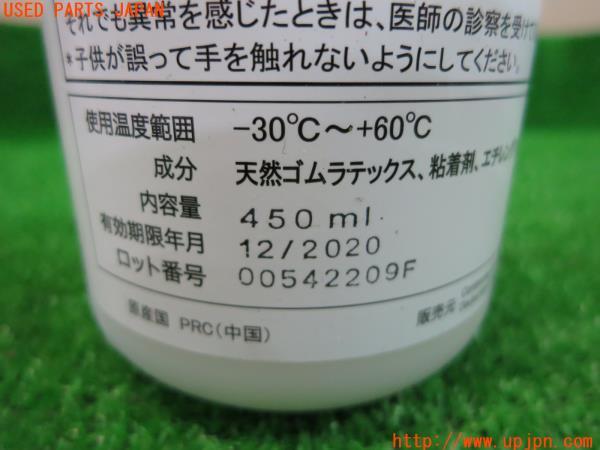 USED PARTS JAPAN
それでも異常を感じたときは、医師の診察を受けて
*子供が誤って手を触れないようにしてください。
使用温度範囲 -30℃～+60℃
成分 天然ゴムラテックス、粘着剤、エチレング
内容量 450 ml.
有効期限年月 12/2020
ロット番号 00542209F
原産国 PRC(中国)
販売元
http://www.upjpn.com/